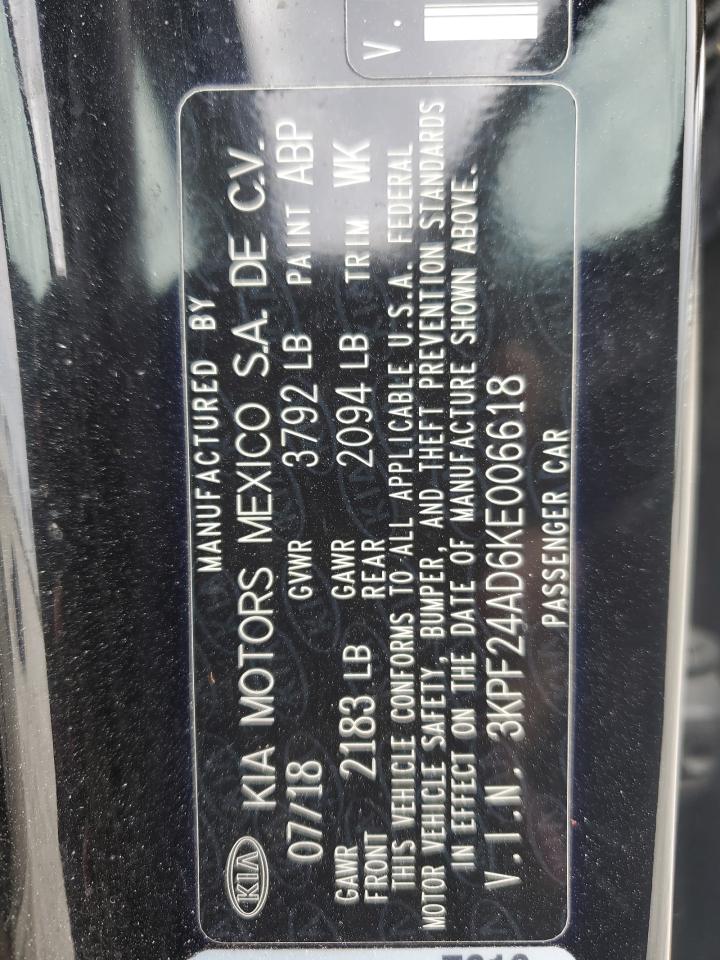 MANUFACTURED BY
KIA KIA MOTORS MEXICO S.A. DE C.V.
07/18 GVWR 3792 LB PAINT ABP
GAWR FRONT 2183 LB GAWR REAR 2094 LB TRIM WK
THIS VEHICLE CONFORMS TO ALL APPLICABLE U.S.A. FEDERAL
MOTOR VEHICLE SAFETY, BUMPER, AND THEFT PREVENTION STANDARDS
IN EFFECT ON THE DATE OF MANUFACTURE SHOWN ABOVE.
V.I.N. 3KPF24AD6KE006618
PASSENGER CAR
V.